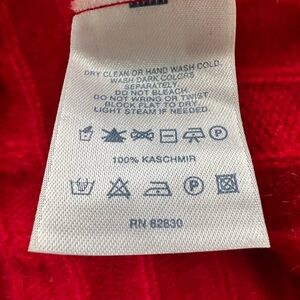 DRY CLEAN OR HAND WASH COLD.
WASH DARK COLORS
SEPARATELY.
DO NOT BLEACH.
DO NOT WRING OR TWIST.
BLOCK FLAT TO DRY.
LIGHT STEAM IF NEEDED.
P
100% KASCHMIR
P
RN 82830